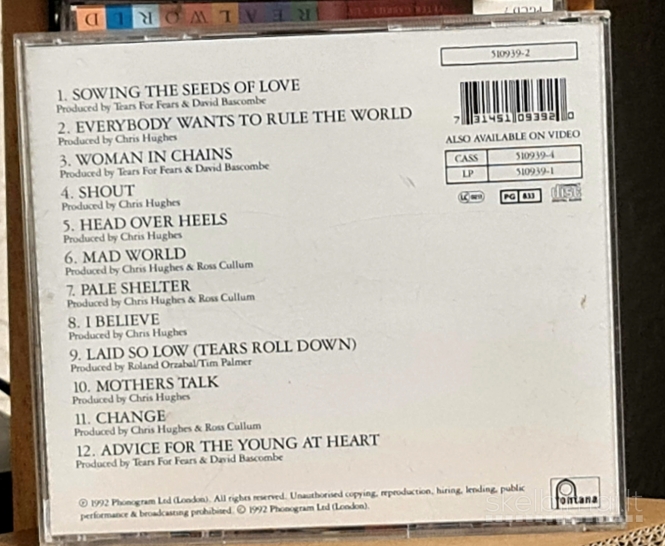 REAL WORLD
510939-2
1. SOWING THE SEEDS OF LOVE
Produced by Tears For Fears & David Bascombe
2. EVERYBODY WANTS TO RULE THE WORLD
Produced by Chris Hughes
3. WOMAN IN CHAINS
Produced by Tears For Fears & David Bascombe
4. SHOUT
Produced by Chris Hughes
5. HEAD OVER HEELS
Produced by Chris Hughes
6. MAD WORLD
Produced by Chris Hughes & Ross Cullum
7. PALE SHELTER
Produced by Chris Hughes & Ross Cullum
8. I BELIEVE
Produced by Chris Hughes
9. LAID SO LOW (TEARS ROLL DOWN)
Produced by Roland Orzabal/Tim Palmer
10. MOTHERS TALK
Produced by Chris Hughes
11. CHANGE
Produced by Chris Hughes & Ross Cullum
12. ADVICE FOR THE YOUNG AT HEART
Produced by Tears For Fears & David Bascombe
7 31451 09392 0
ALSO AVAILABLE ON VIDEO
CASS 510939-4
LP 510939-1
LC PG 833 disc
℗ 1992 Phonogram Ltd (London). All rights reserved. Unauthorised copying, reproduction, hiring, lending, public
performance & broadcasting prohibited. © 1992 Phonogram Ltd (London).
fontana